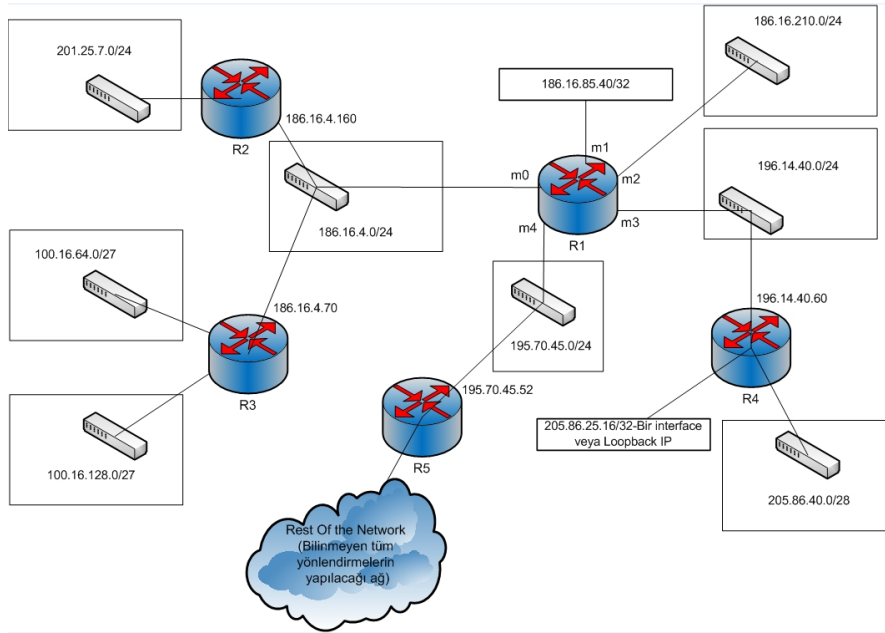 201.25.7.0/24
R2
186.16.4.160
186.16.85.40/32
186.16.210.0/24
m0
m1
m2
m3
m4
R1
186.16.4.0/24
196.14.40.0/24
100.16.64.0/27
186.16.4.70
R3
100.16.128.0/27
195.70.45.0/24
195.70.45.52
R5
196.14.40.60
R4
205.86.25.16/32-Bir interface
veya Loopback IP
205.86.40.0/28
Rest Of the Network
(Bilinmeyen tüm
yönlendirmelerin
yapılacağı ağ)